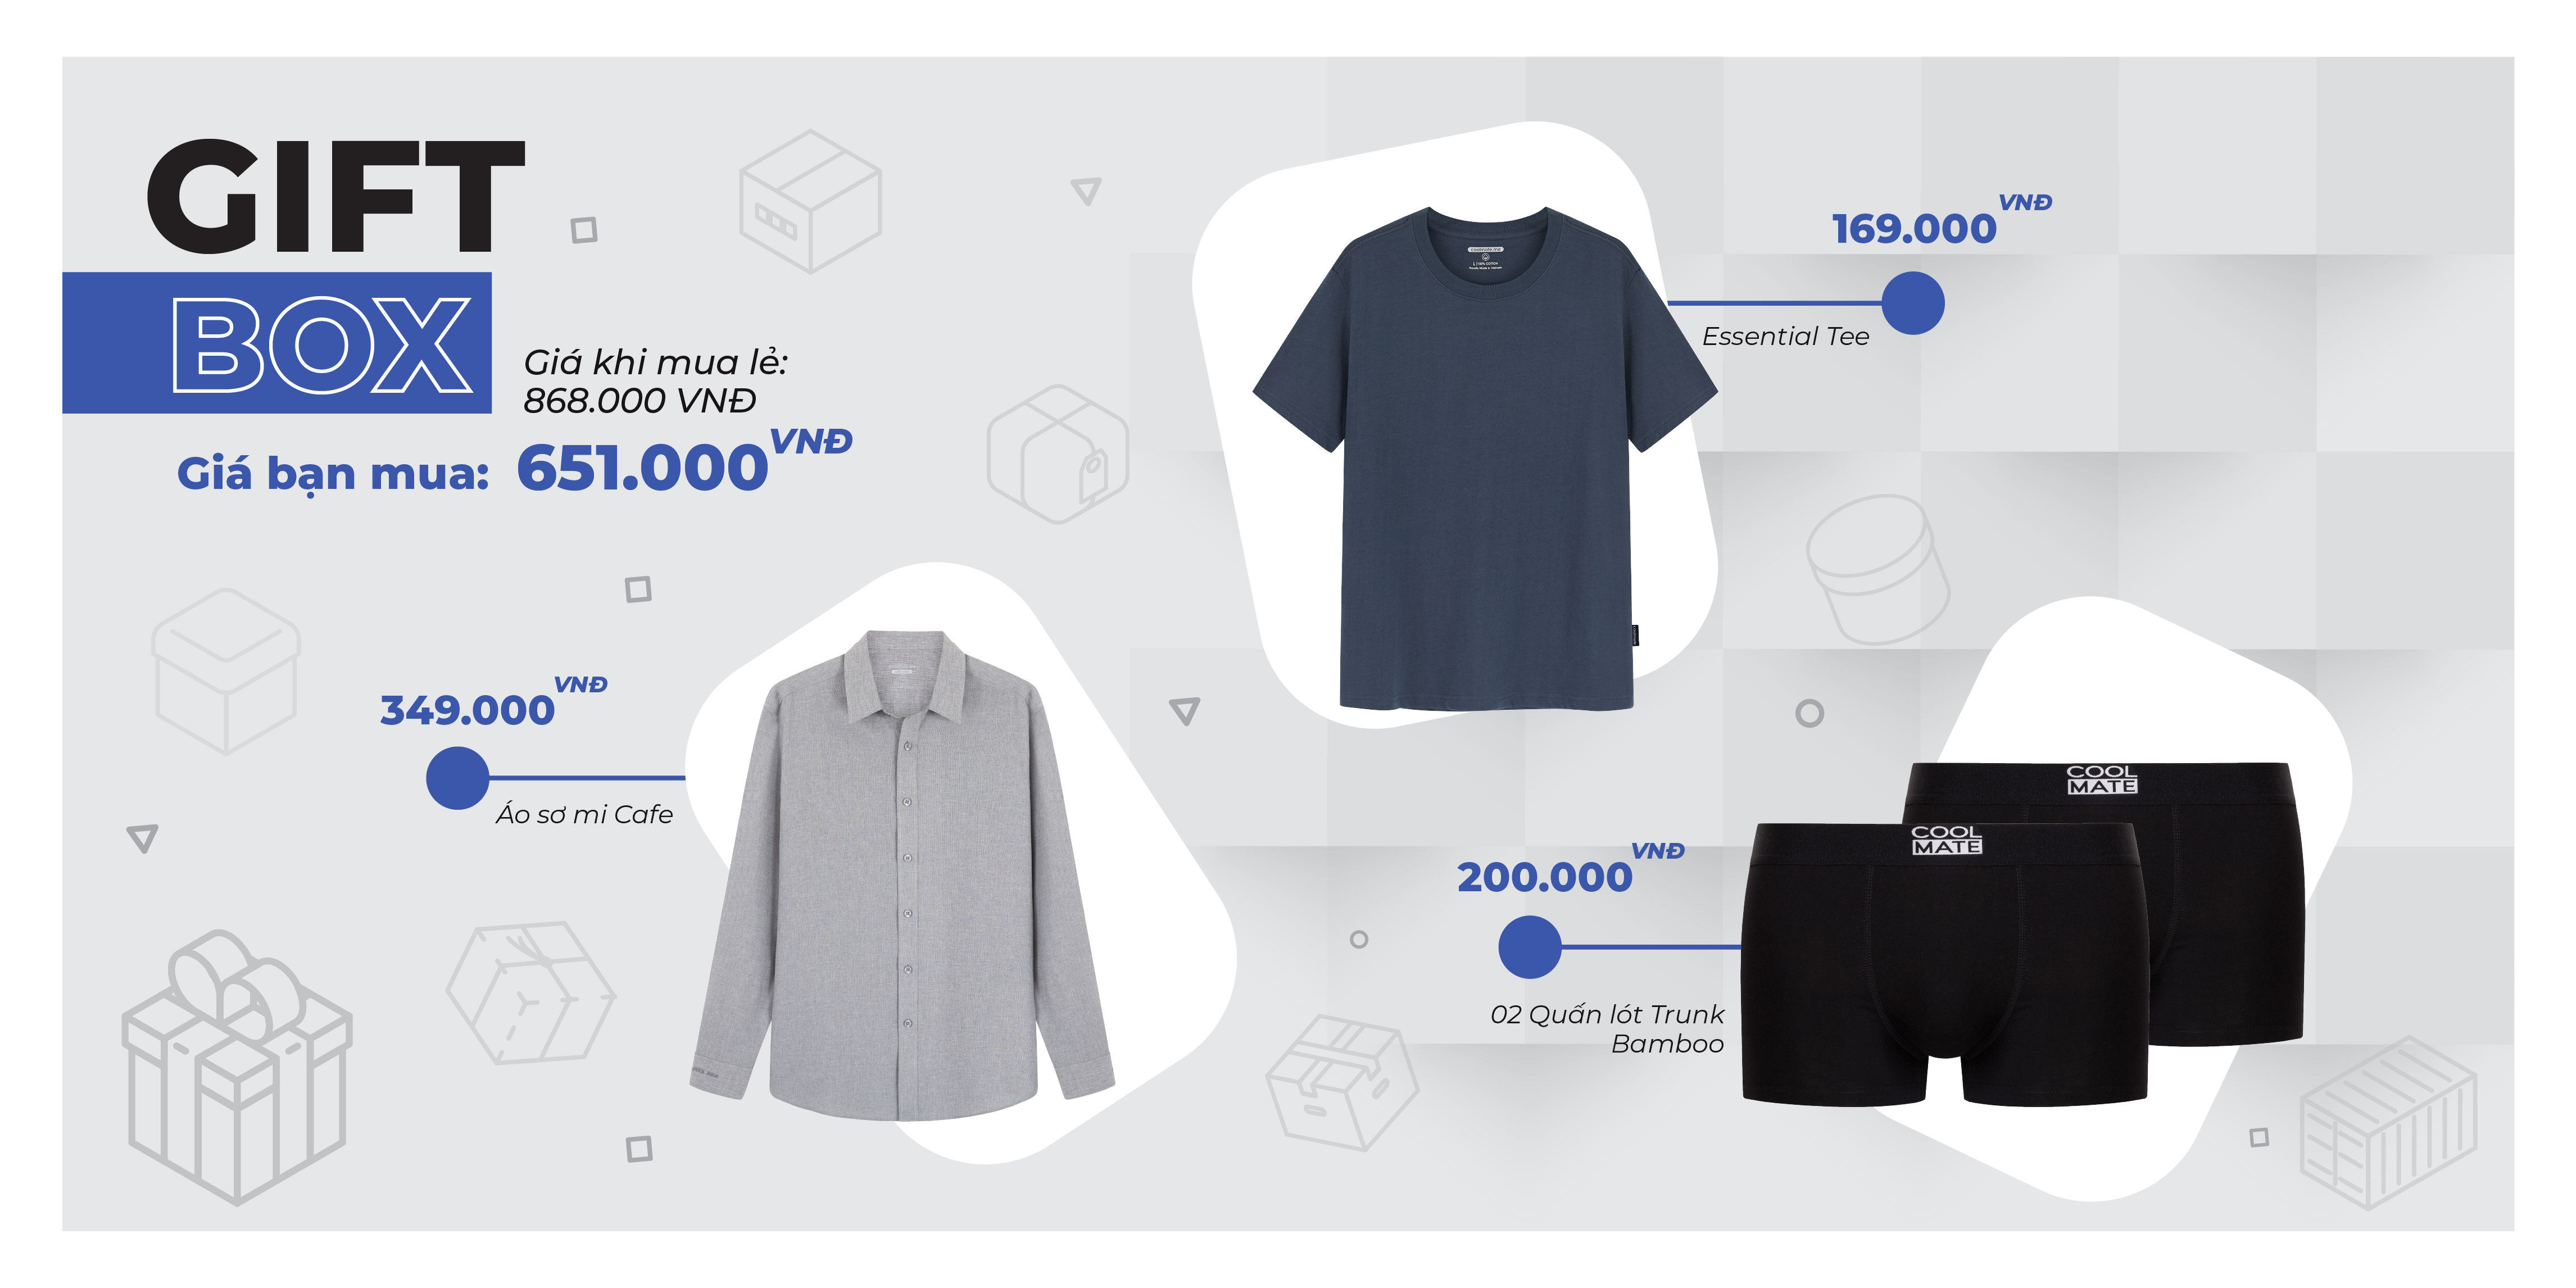 GIFT
BOX
Giá khi mua lẻ:
868.000 VNĐ
Giá bạn mua: 651.000 VNĐ
169.000 VNĐ
Essential Tee
349.000 VNĐ
Áo sơ mi Cafe
200.000 VNĐ
02 Quấn lót Trunk
Bamboo
COOL
MATE
COOL
MATE